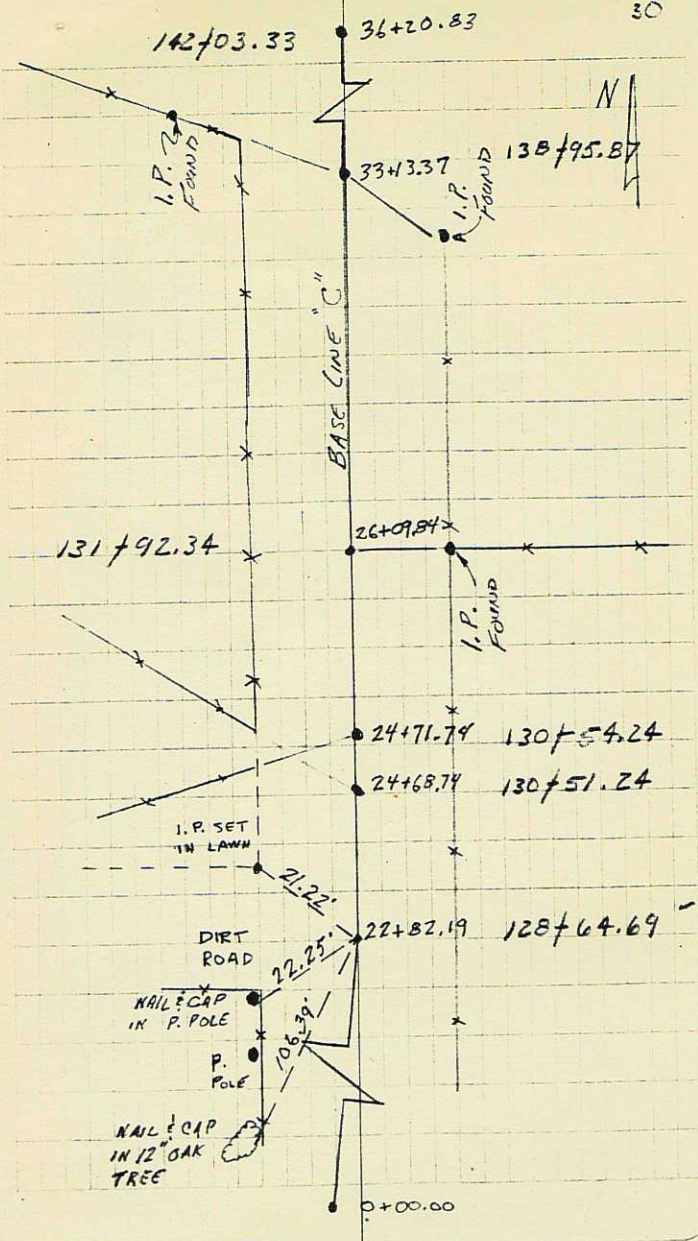 30
142+03.33
36+20.83
N
I.P.
FOUND
33+13.37
138+95.87
I.P.
FOUND
BASE LINE "C"
131+92.34
26+09.84
I.P.
FOUND
24+71.74
130+54.24
24+68.74
130+51.24
I.P. SET
IN LAWN
21.22'
22+82.19
128+64.69
DIRT
ROAD
22.25'
NAIL & CAP
IN P. POLE
106.39'
P.
POLE
NAIL & CAP
IN 12" OAK
TREE
0+00.00